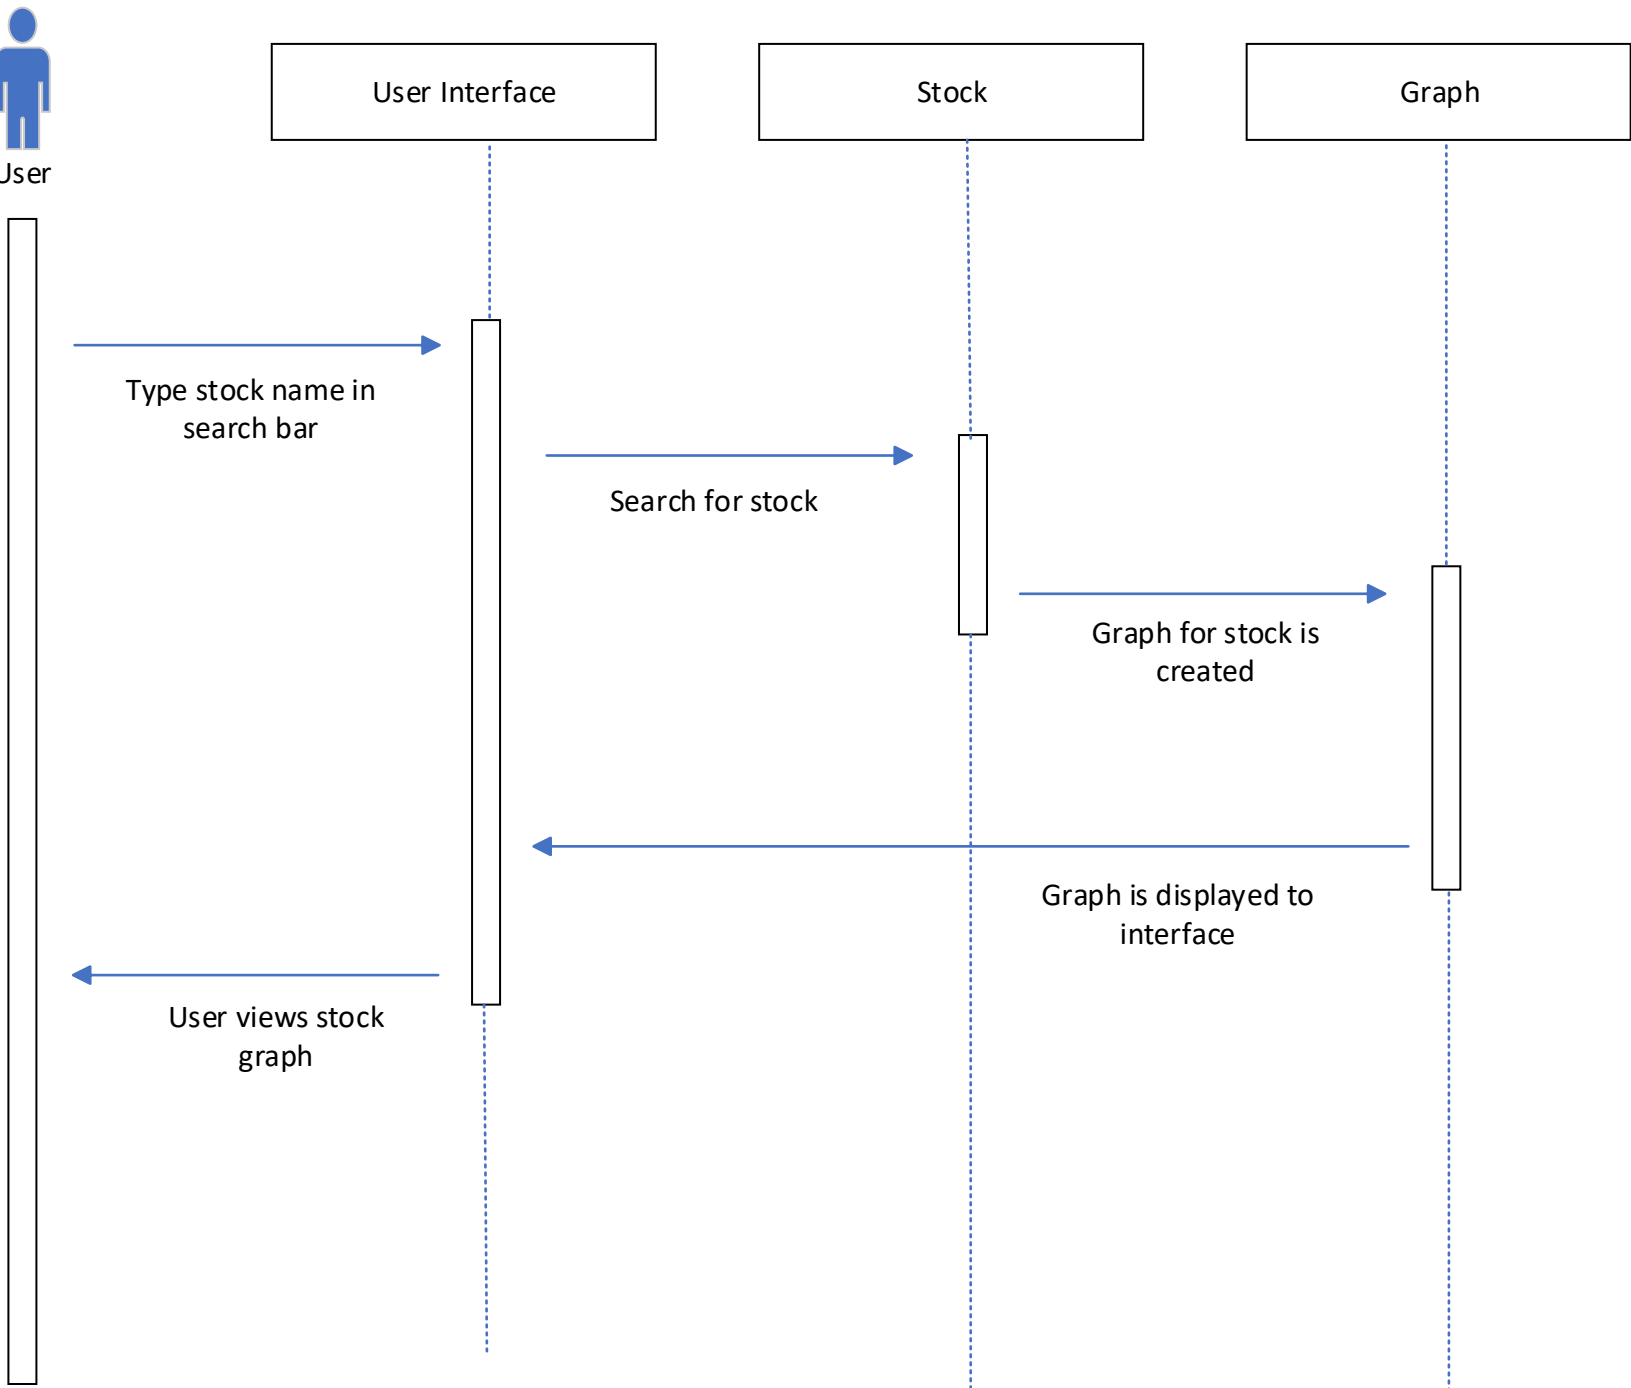 User Interface
Stock
Graph
User
Type stock name in
search bar
Search for stock
Graph for stock is
created
Graph is displayed to
interface
User views stock
graph